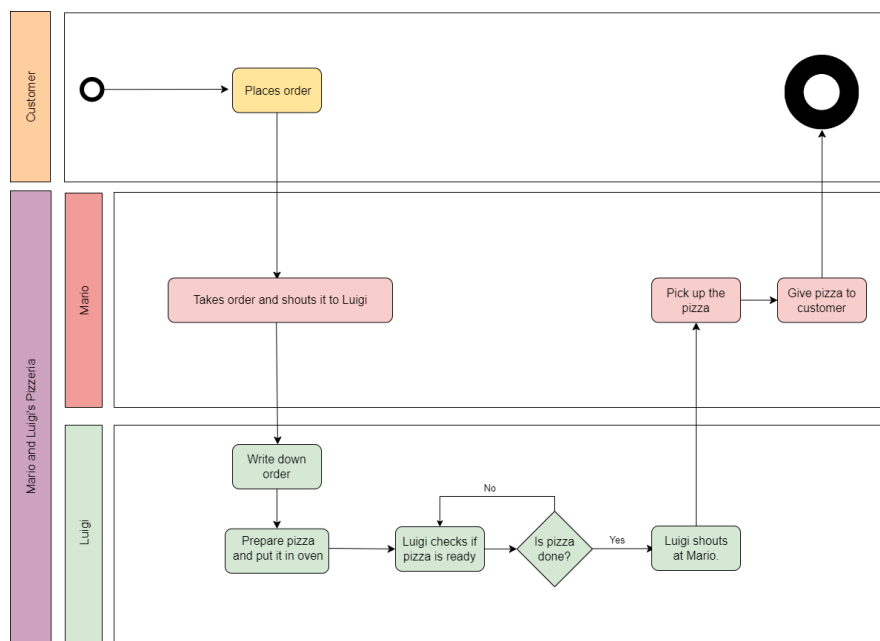 Customer
Places order
Mario and Luigi's Pizzeria
Mario
Takes order and shouts it to Luigi
Pick up the
pizza
Give pizza to
customer
Luigi
Write down
order
Prepare pizza
and put it in oven
Luigi checks if
pizza is ready
No
Is pizza
done?
Yes
Luigi shouts
at Mario.